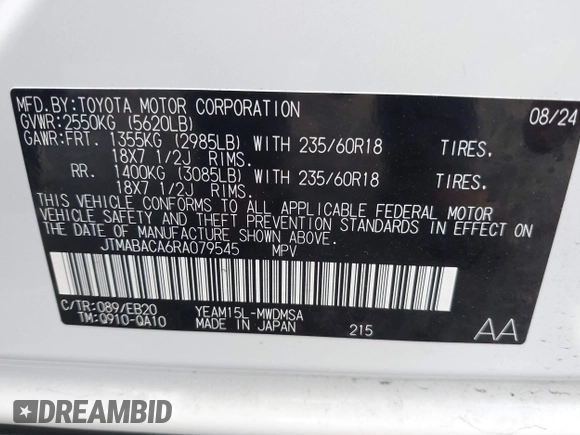 MFD.BY:TOYOTA MOTOR CORPORATION 08/24
GVWR:2550KG (5620LB)
GAWR:FRT. 1355KG (2985LB) WITH 235/60R18 TIRES.
18X7 1/2J RIMS.
RR. 1400KG (3085LB) WITH 235/60R18 TIRES.
18X7 1/2J RIMS.
THIS VEHICLE CONFORMS TO ALL APPLICABLE FEDERAL MOTOR
VEHICLE SAFETY AND THEFT PREVENTION STANDARDS IN EFFECT ON
THE DATE OF MANUFACTURE SHOWN ABOVE.
JTMABACA6RA079545 MPV
C/TR:089/EB20 YEAM15L-MWDMSA
TM:Q910-QA10 MADE IN JAPAN 215 AA
DREAMBID